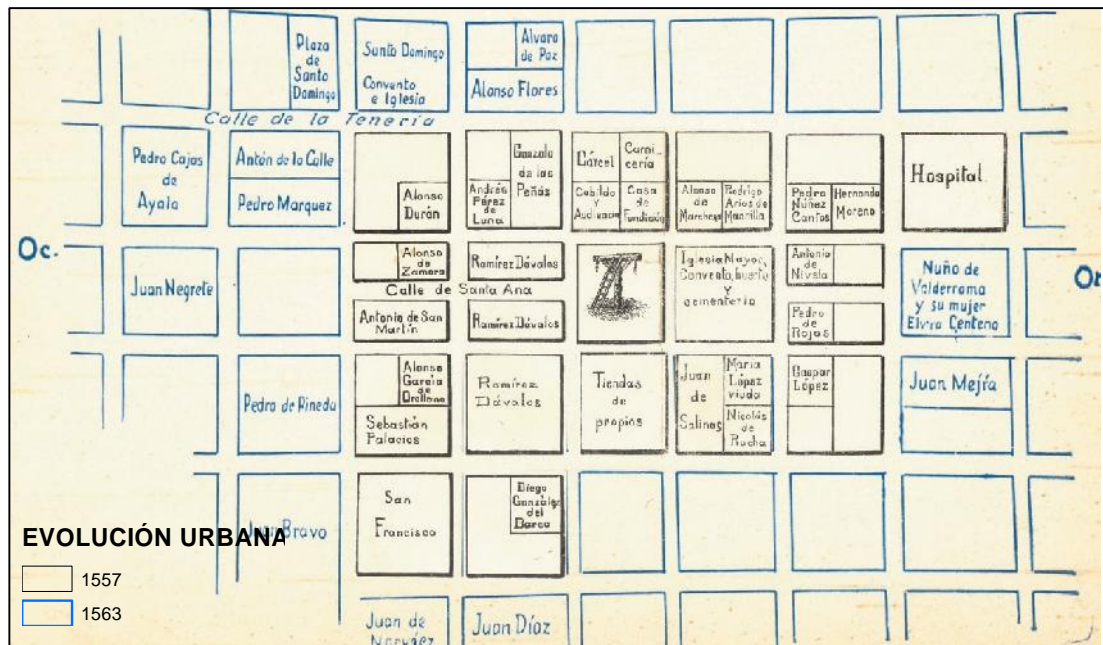 Plaza
de
Santo
Domingo
Santo Domingo
Convento
e Iglesia
Alvaro
de Paz
Alonso Flores
Calle de la Tenería
Pedro Cajas
de
Ayala
Antón de la Calle
Pedro Marquez
Alonso
Durán
Andrés
Pérez
de
Luna
Gonzalo
de las
Peñas
Cárcel
Carni_
cería
Cabildo
y
Audiencia
Casa
de
Fundición
Alonso
de
Rodrigo
Arias de
Mansilla
Pedro
Núñez
Cantos
Hernando
Moreno
Hospital
Oc.
Juan Negrete
Alonso
de
Zamora
Ramírez Dávalos
Calle de Santa Ana
Antonio de San
Martín
Ramírez Dávalos
Iglesia Mayor,
Convento, huerto
y
cementerio
Antonio
de
Pedro
de
Rojas
Nuño de
Valderrama
y su mujer
Elvira Centeno
Or
Pedro de Pineda
Alonso
García
de
Orellana
Sebastián
Palacios
Ramírez
Dávalos
Tiendas
de
propios
Juan
de
Salinas
María
López
viuda
Nicolás
de
Rocha
Gaspar
López
Juan Mejía
Juan Bravo
San
Francisco
Diego
González
del
Barco
EVOLUCIÓN URBANA
1557
1563
Juan de
Narváez
Juan Díaz